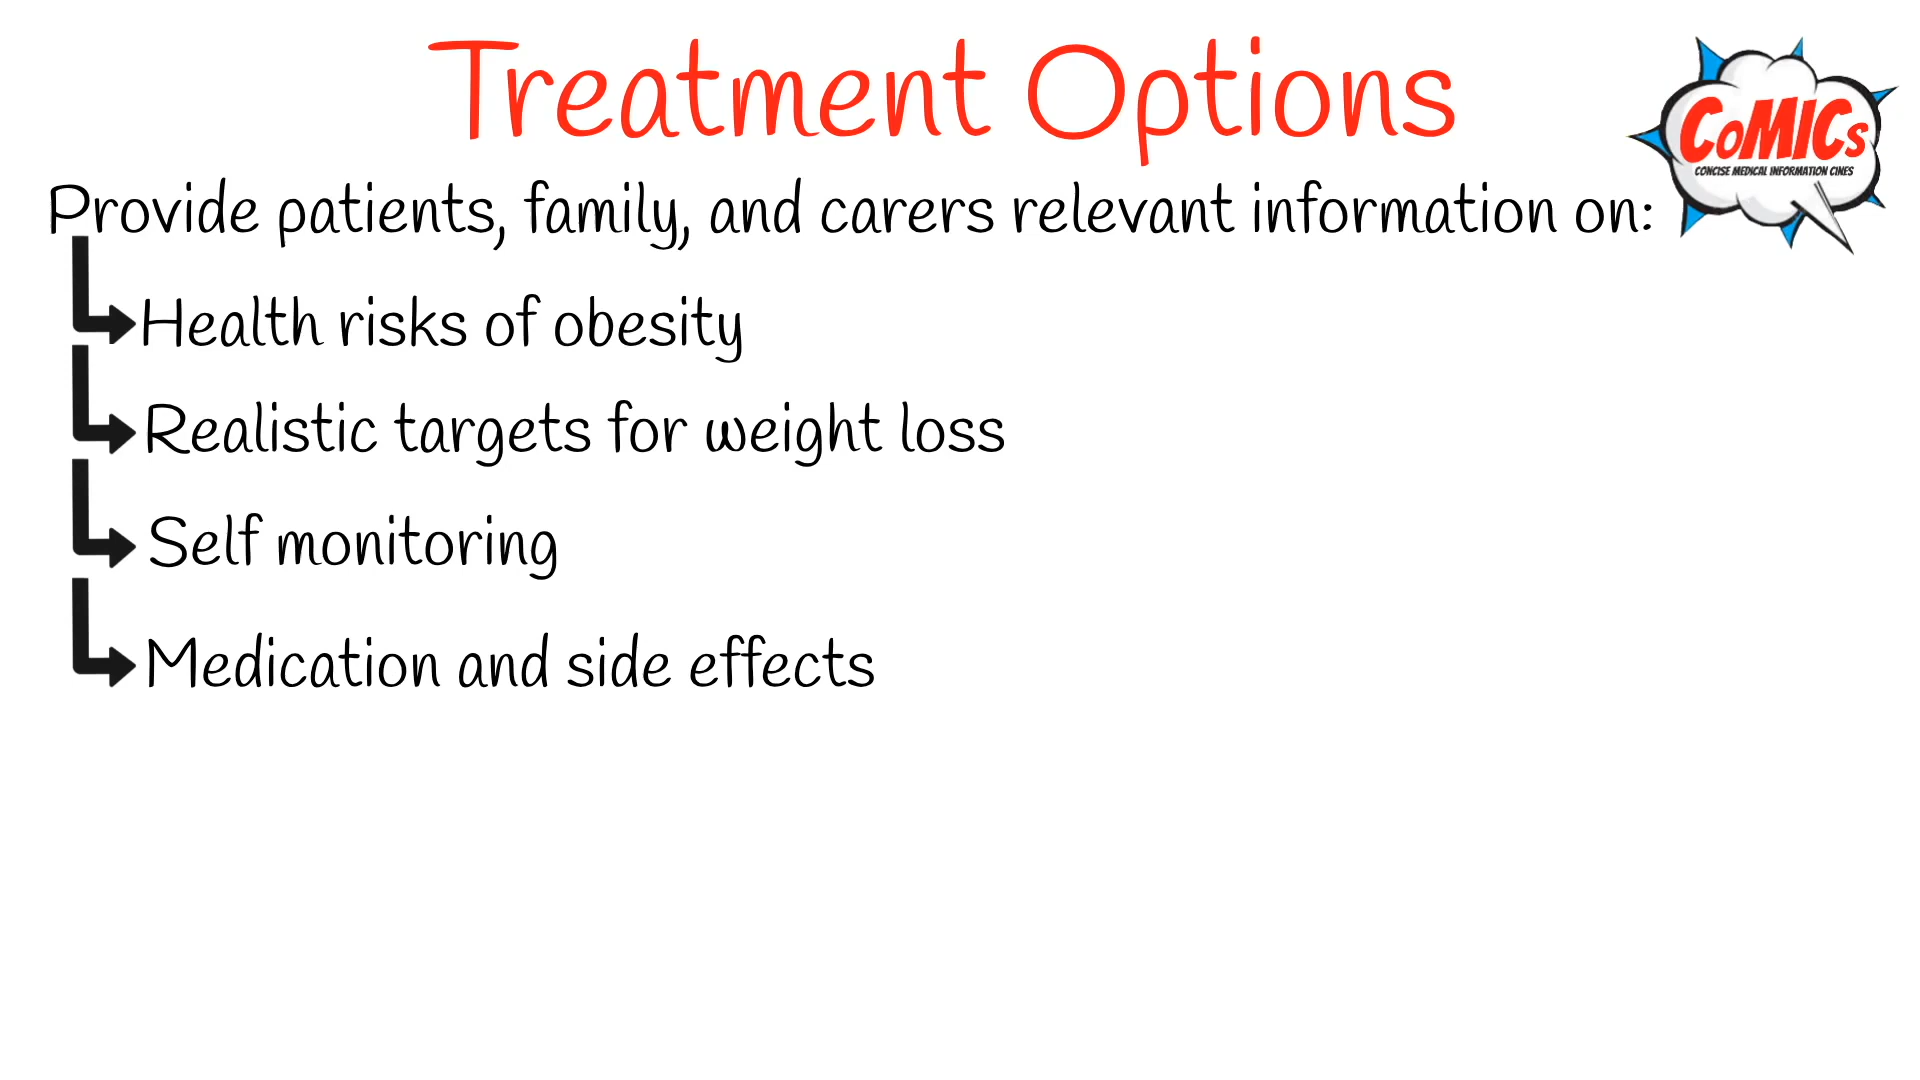 Treatment Options
CoMICs
CONCISE MEDICAL INFORMATION CINES
Provide patients, family, and carers relevant information on:
Health risks of obesity
Realistic targets for weight loss
Self monitoring
Medication and side effects